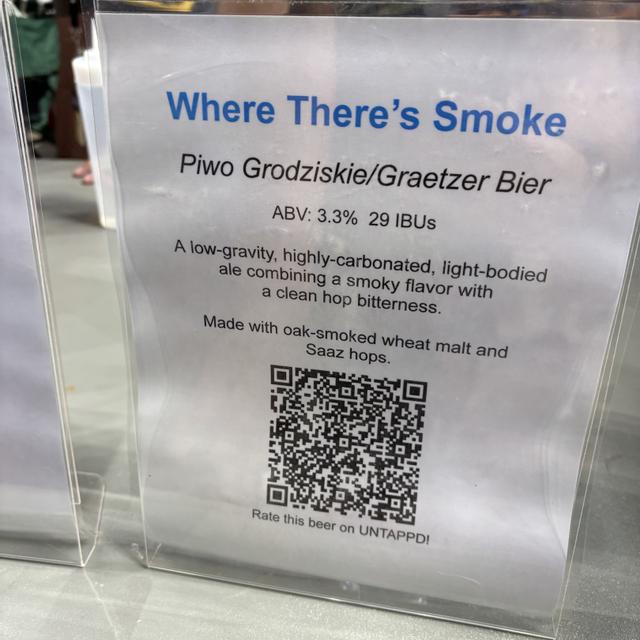 Where There's Smoke
Piwo Grodziskie/Graetzer Bier
ABV: 3.3% 29 IBUs
A low-gravity, highly-carbonated, light-bodied
ale combining a smoky flavor with
a clean hop bitterness.
Made with oak-smoked wheat malt and
Saaz hops.
Rate this beer on UNTAPPD!